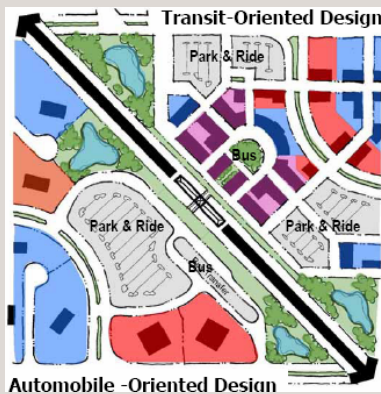 Transit-Oriented Design
Park & Ride
Bus
Park & Ride
Park & Ride
Bus
Automobile -Oriented Design